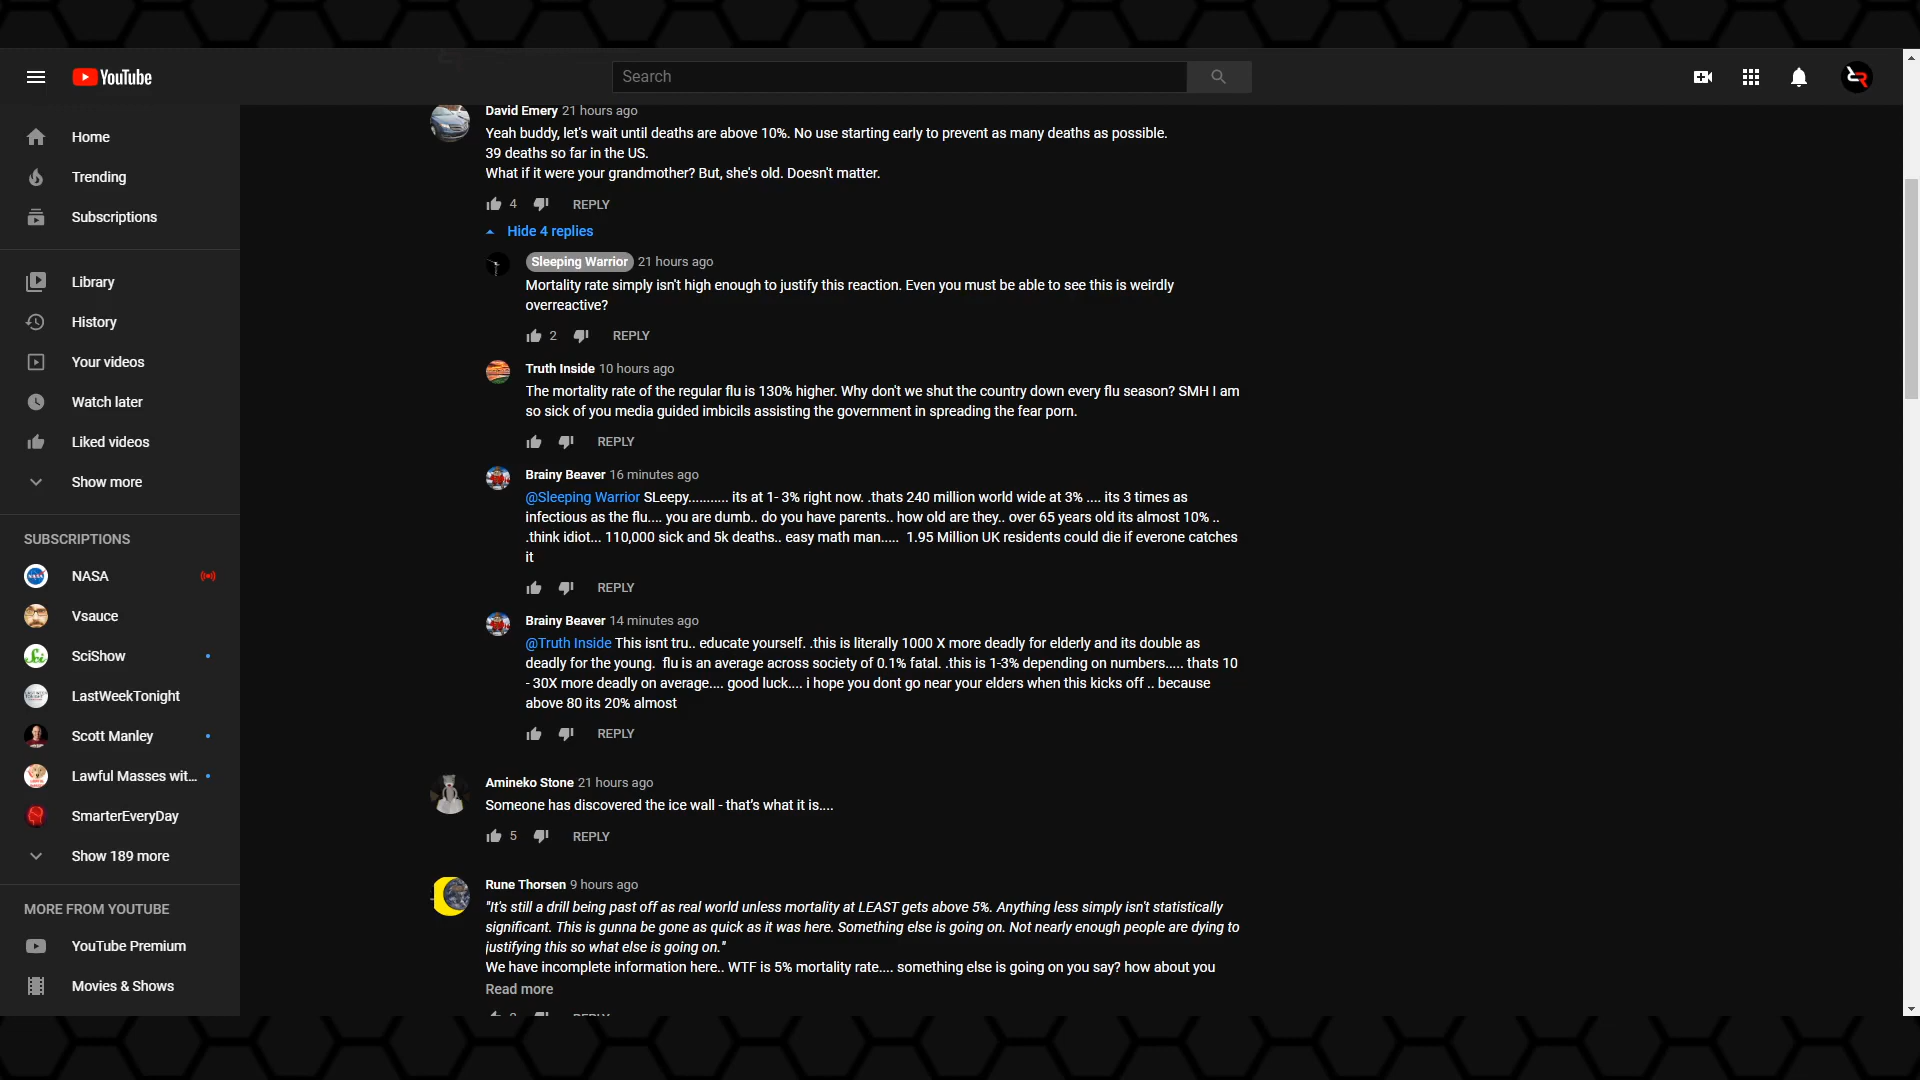 YouTube
Search
Home
Trending
Subscriptions
Library
History
Your videos
Watch later
Liked videos
Show more
SUBSCRIPTIONS
NASA
Vsauce
SciShow
LastWeekTonight
Scott Manley
Lawful Masses wit...
SmarterEveryDay
Show 189 more
MORE FROM YOUTUBE
YouTube Premium
Movies & Shows
David Emery 21 hours ago
Yeah buddy, let's wait until deaths are above 10%. No use starting early to prevent as many deaths as possible.
39 deaths so far in the US.
What if it were your grandmother? But, she's old. Doesn't matter.
4 REPLY
Hide 4 replies
Sleeping Warrior 21 hours ago
Mortality rate simply isn't high enough to justify this reaction. Even you must be able to see this is weirdly
overreactive?
2 REPLY
Truth Inside 10 hours ago
The mortality rate of the regular flu is 130% higher. Why don't we shut the country down every flu season? SMH I am
so sick of you media guided imbicils assisting the government in spreading the fear porn.
REPLY
Brainy Beaver 16 minutes ago
@Sleeping Warrior SLeepy........... its at 1- 3% right now. .thats 240 million world wide at 3% .... its 3 times as
infectious as the flu.... you are dumb.. do you have parents.. how old are they.. over 65 years old its almost 10% ..
.think idiot... 110,000 sick and 5k deaths.. easy math man..... 1.95 Million UK residents could die if everone catches
it
REPLY
Brainy Beaver 14 minutes ago
@Truth Inside This isnt tru.. educate yourself. .this is literally 1000 X more deadly for elderly and its double as
deadly for the young. flu is an average across society of 0.1% fatal. .this is 1-3% depending on numbers..... thats 10
- 30X more deadly on average.... good luck.... i hope you dont go near your elders when this kicks off .. because
above 80 its 20% almost
REPLY
Amineko Stone 21 hours ago
Someone has discovered the ice wall - that's what it is....
5 REPLY
Rune Thorsen 9 hours ago
"It's still a drill being past off as real world unless mortality at LEAST gets above 5%. Anything less simply isn't statistically
significant. This is gunna be gone as quick as it was here. Something else is going on. Not nearly enough people are dying to
justifying this so what else is going on."
We have incomplete information here.. WTF is 5% mortality rate.... something else is going on you say? how about you
Read more